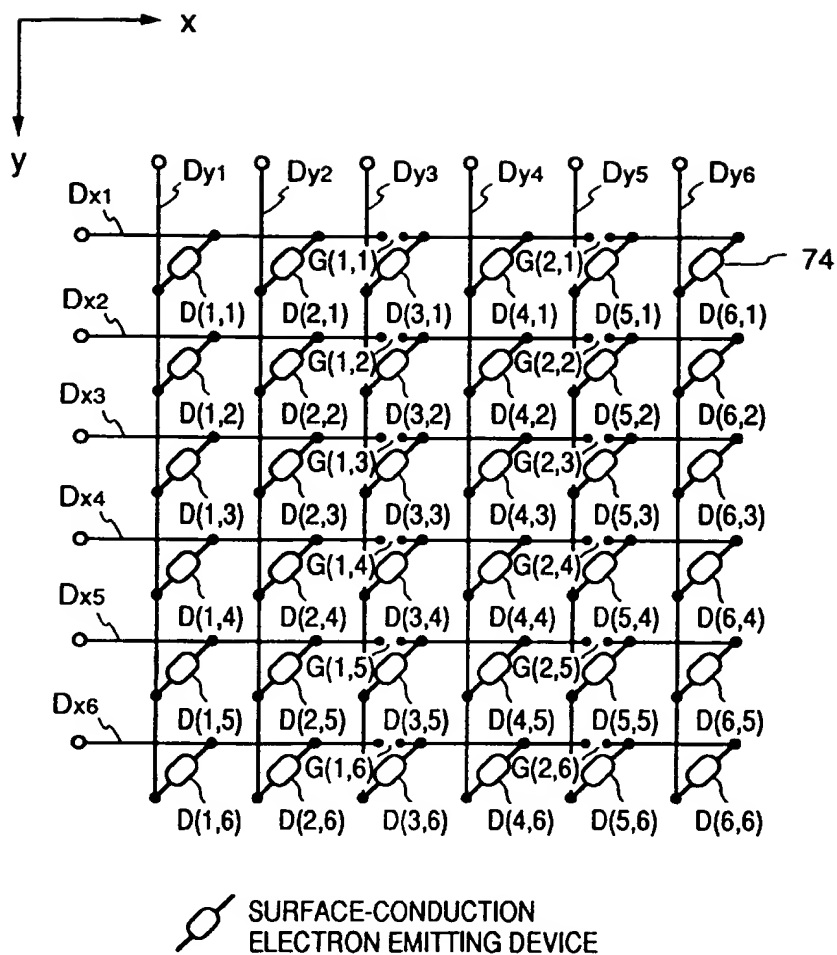 x
y
Dy1 Dy2 Dy3 Dy4 Dy5 Dy6
Dx1
G(1,1) G(2,1) 74
D(1,1) D(2,1) D(3,1) D(4,1) D(5,1) D(6,1)
Dx2
G(1,2) G(2,2)
D(1,2) D(2,2) D(3,2) D(4,2) D(5,2) D(6,2)
Dx3
G(1,3) G(2,3)
D(1,3) D(2,3) D(3,3) D(4,3) D(5,3) D(6,3)
Dx4
G(1,4) G(2,4)
D(1,4) D(2,4) D(3,4) D(4,4) D(5,4) D(6,4)
Dx5
G(1,5) G(2,5)
D(1,5) D(2,5) D(3,5) D(4,5) D(5,5) D(6,5)
Dx6
G(1,6) G(2,6)
D(1,6) D(2,6) D(3,6) D(4,6) D(5,6) D(6,6)
SURFACE-CONDUCTION
ELECTRON EMITTING DEVICE